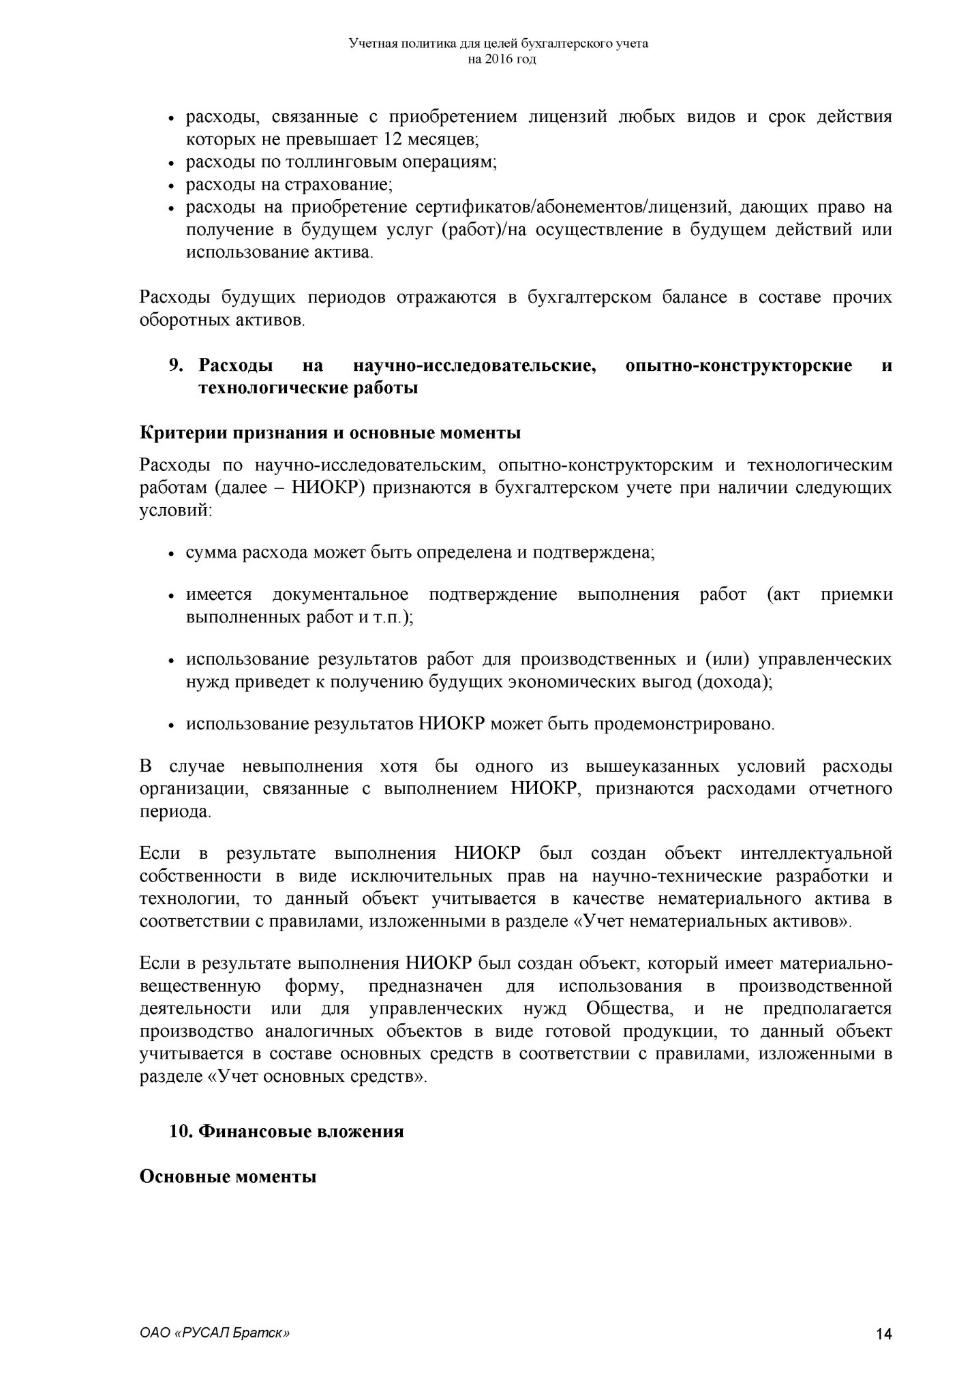 Учетная политика для целей бухгалтерского учета
на 2016 год
• расходы, связанные с приобретением лицензий любых видов и срок действия
которых не превышает 12 месяцев;
• расходы по толлинговым операциям;
• расходы на страхование;
• расходы на приобретение сертификатов/абонементов/лицензий, дающих право на
получение в будущем услуг (работ)/на осуществление в будущем действий или
использование актива.
Расходы будущих периодов отражаются в бухгалтерском балансе в составе прочих
оборотных активов.
9. Расходы на научно-исследовательские, опытно-конструкторские и
технологические работы
Критерии признания и основные моменты
Расходы по научно-исследовательским, опытно-конструкторским и технологическим
работам (далее – НИОКР) признаются в бухгалтерском учете при наличии следующих
условий:
• сумма расхода может быть определена и подтверждена;
• имеется документальное подтверждение выполнения работ (акт приемки
выполненных работ и т.п.);
• использование результатов работ для производственных и (или) управленческих
нужд приведет к получению будущих экономических выгод (дохода);
• использование результатов НИОКР может быть продемонстрировано.
В случае невыполнения хотя бы одного из вышеуказанных условий расходы
организации, связанные с выполнением НИОКР, признаются расходами отчетного
периода.
Если в результате выполнения НИОКР был создан объект интеллектуальной
собственности в виде исключительных прав на научно-технические разработки и
технологии, то данный объект учитывается в качестве нематериального актива в
соответствии с правилами, изложенными в разделе «Учет нематериальных активов».
Если в результате выполнения НИОКР был создан объект, который имеет материально-
вещественную форму, предназначен для использования в производственной
деятельности или для управленческих нужд Общества, и не предполагается
производство аналогичных объектов в виде готовой продукции, то данный объект
учитывается в составе основных средств в соответствии с правилами, изложенными в
разделе «Учет основных средств».
10. Финансовые вложения
Основные моменты
ОАО «РУСАЛ Братск»
14